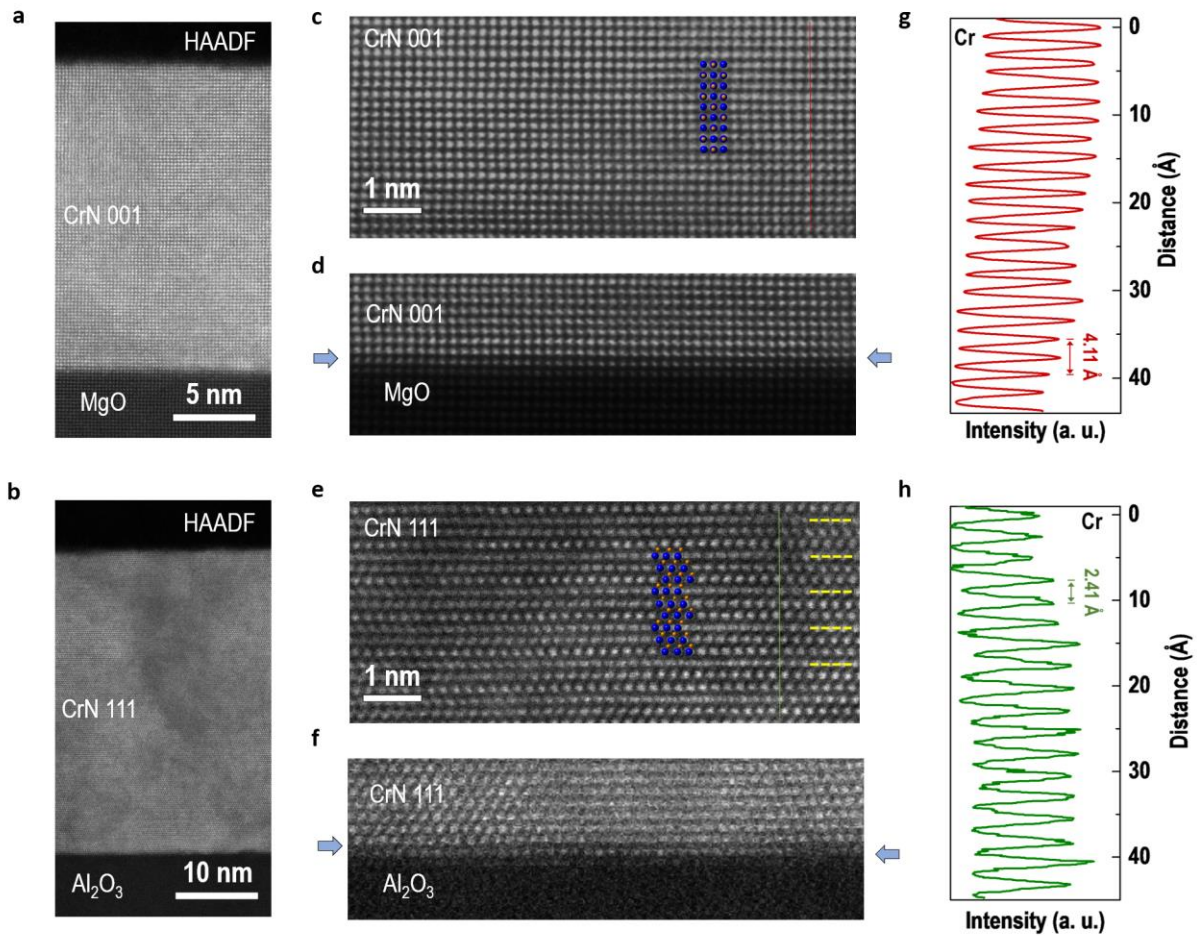 a
HAADF
CrN 001
MgO
5 nm
b
HAADF
CrN 111
Al₂O₃
10 nm
c
CrN 001
1 nm
d
CrN 001
MgO
e
CrN 111
1 nm
f
CrN 111
Al₂O₃
g
Cr
0
10
20
30
40
4.11 Å
Distance (Å)
Intensity (a. u.)
h
Cr
0
10
20
30
40
2.41 Å
Distance (Å)
Intensity (a. u.)